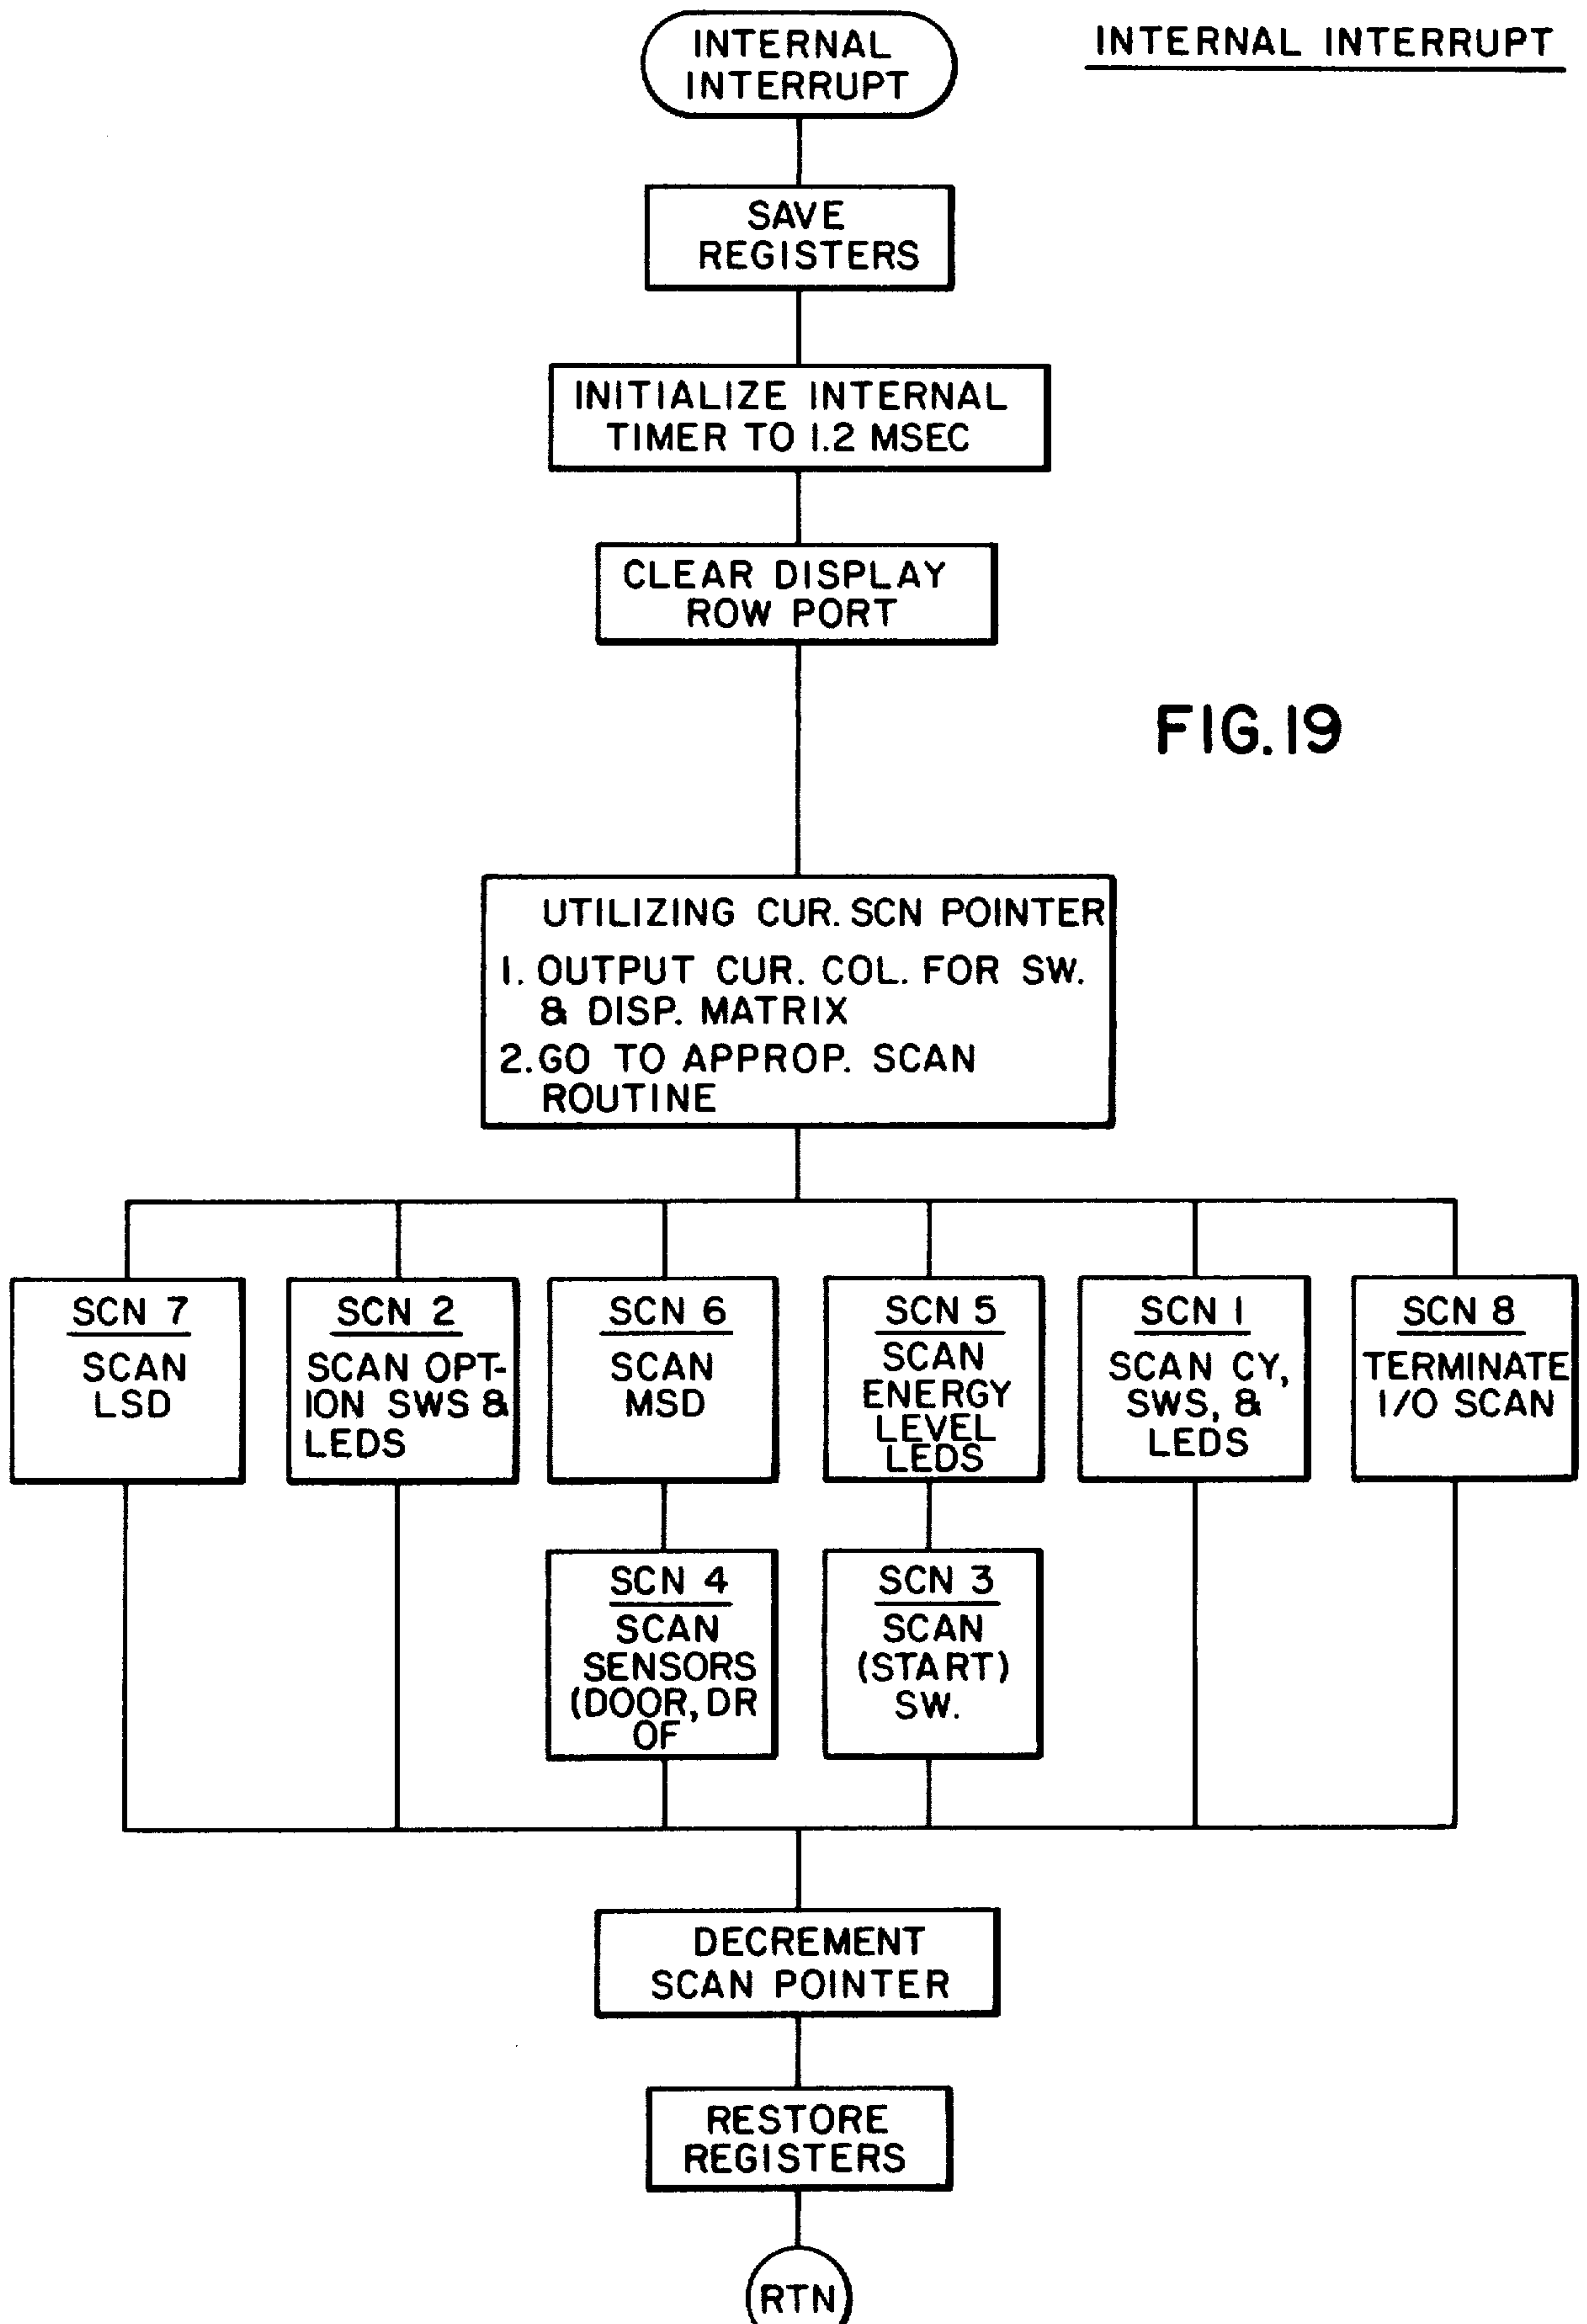 INTERNAL
INTERRUPT
INTERNAL INTERRUPT
SAVE
REGISTERS
INITIALIZE INTERNAL
TIMER TO 1.2 MSEC
CLEAR DISPLAY
ROW PORT
FIG. 19
UTILIZING CUR. SCN POINTER
1. OUTPUT CUR. COL. FOR SW.
& DISP. MATRIX
2. GO TO APPROP. SCAN
ROUTINE
SCN 7
SCAN
LSD
SCN 2
SCAN OPT-
ION SWS &
LEDS
SCN 6
SCAN
MSD
SCN 5
SCAN
ENERGY
LEVEL
LEDS
SCN 1
SCAN CY,
SWS, &
LEDS
SCN 8
TERMINATE
I/O SCAN
SCN 4
SCAN
SENSORS
(DOOR, DR
OF
SCN 3
SCAN
(START)
SW.
DECREMENT
SCAN POINTER
RESTORE
REGISTERS
RTN